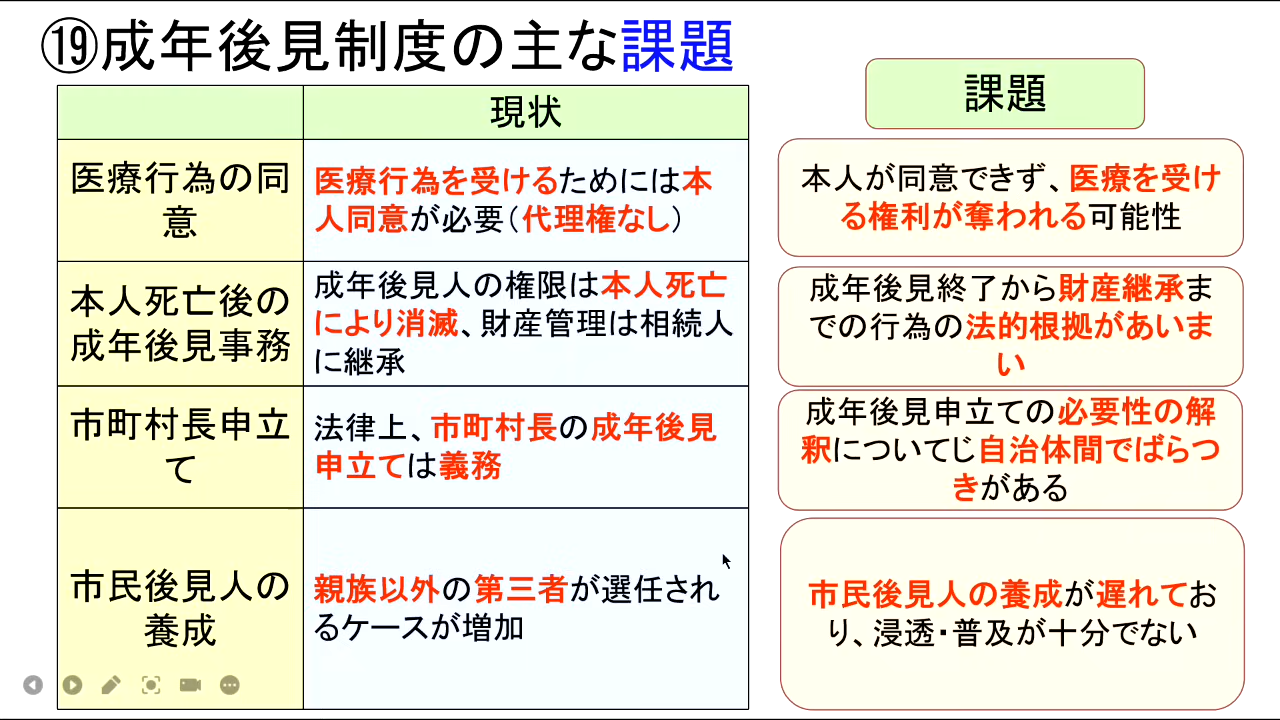 ⑲成年後見制度の主な課題
現状
課題
医療行為の同
意
医療行為を受けるためには本
人同意が必要（代理権なし）
本人が同意できず、医療を受け
る権利が奪われる可能性
本人死亡後の
成年後見事務
成年後見人の権限は本人死亡
により消滅、財産管理は相続人
に継承
成年後見終了から財産継承ま
での行為の法的根拠があいま
い
市町村長申立
て
法律上、市町村長の成年後見
申立ては義務
成年後見申立ての必要性の解
釈についてじ自治体間でばらつ
きがある
市民後見人の
養成
親族以外の第三者が選任され
るケースが増加
市民後見人の養成が遅れてお
り、浸透・普及が十分でない